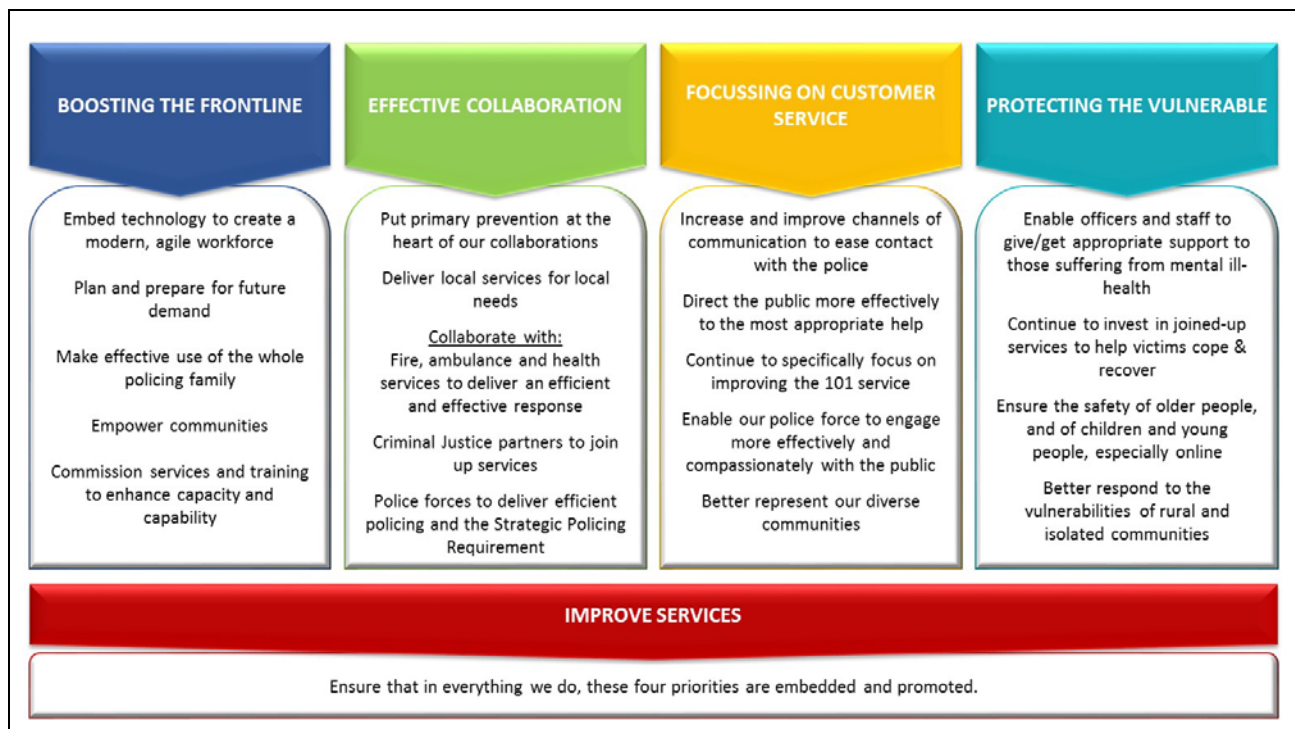 BOOSTING THE FRONTLINE
Embed technology to create a
modern, agile workforce
Plan and prepare for future
demand
Make effective use of the whole
policing family
Empower communities
Commission services and training
to enhance capacity and
capability
EFFECTIVE COLLABORATION
Put primary prevention at the
heart of our collaborations
Deliver local services for local
needs
Collaborate with:
Fire, ambulance and health
services to deliver an efficient
and effective response
Criminal Justice partners to join
up services
Police forces to deliver efficient
policing and the Strategic Policing
Requirement
FOCUSSING ON CUSTOMER
SERVICE
Increase and improve channels of
communication to ease contact
with the police
Direct the public more effectively
to the most appropriate help
Continue to specifically focus on
improving the 101 service
Enable our police force to engage
more effectively and
compassionately with the public
Better represent our diverse
communities
PROTECTING THE VULNERABLE
Enable officers and staff to
give/get appropriate support to
those suffering from mental ill-
health
Continue to invest in joined-up
services to help victims cope &
recover
Ensure the safety of older people,
and of children and young
people, especially online
Better respond to the
vulnerabilities of rural and
isolated communities
IMPROVE SERVICES
Ensure that in everything we do, these four priorities are embedded and promoted.